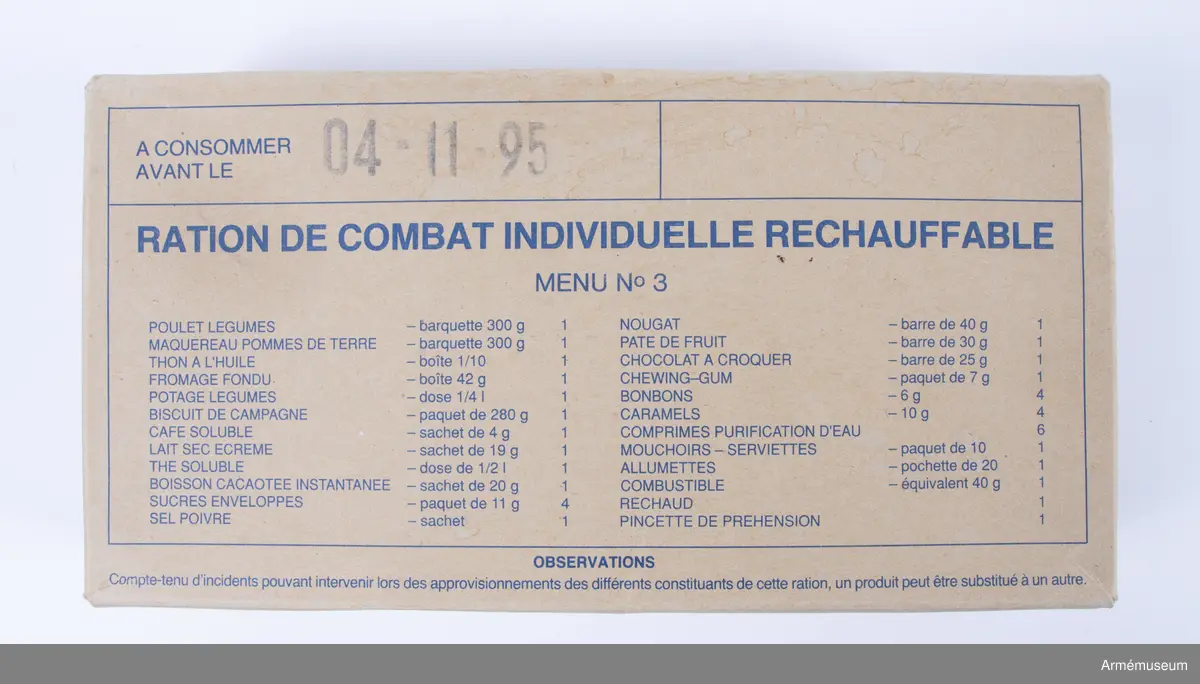 A CONSOMMER
AVANT LE
04-11-95
RATION DE COMBAT INDIVIDUELLE RECHAUFFABLE
MENU No 3
POULET LEGUMES – barquette 300 g 1
MAQUEREAU POMMES DE TERRE – barquette 300 g 1
THON A L'HUILE – boîte 1/10 1
FROMAGE FONDU – boîte 42 g 1
POTAGE LEGUMES – dose 1/4 l 1
BISCUIT DE CAMPAGNE – paquet de 280 g 1
CAFE SOLUBLE – sachet de 4 g 1
LAIT SEC ECREME – sachet de 19 g 1
THE SOLUBLE – dose de 1/2 l 1
BOISSON CACAOTEE INSTANTANEE – sachet de 20 g 1
SUCRES ENVELOPPES – paquet de 11 g 4
SEL POIVRE – sachet 1
NOUGAT – barre de 40 g 1
PATE DE FRUIT – barre de 30 g 1
CHOCOLAT A CROQUER – barre de 25 g 1
CHEWING–GUM – paquet de 7 g 1
BONBONS – 6 g 4
CARAMELS – 10 g 4
COMPRIMES PURIFICATION D'EAU 6
MOUCHOIRS – SERVIETTES – paquet de 10 1
ALLUMETTES – pochette de 20 1
COMBUSTIBLE – équivalent 40 g 1
RECHAUD 1
PINCETTE DE PREHENSION 1
OBSERVATIONS
Compte-tenu d'incidents pouvant intervenir lors des approvisionnements des différents constituants de cette ration, un produit peut être substitué à un autre.
Armémuseum